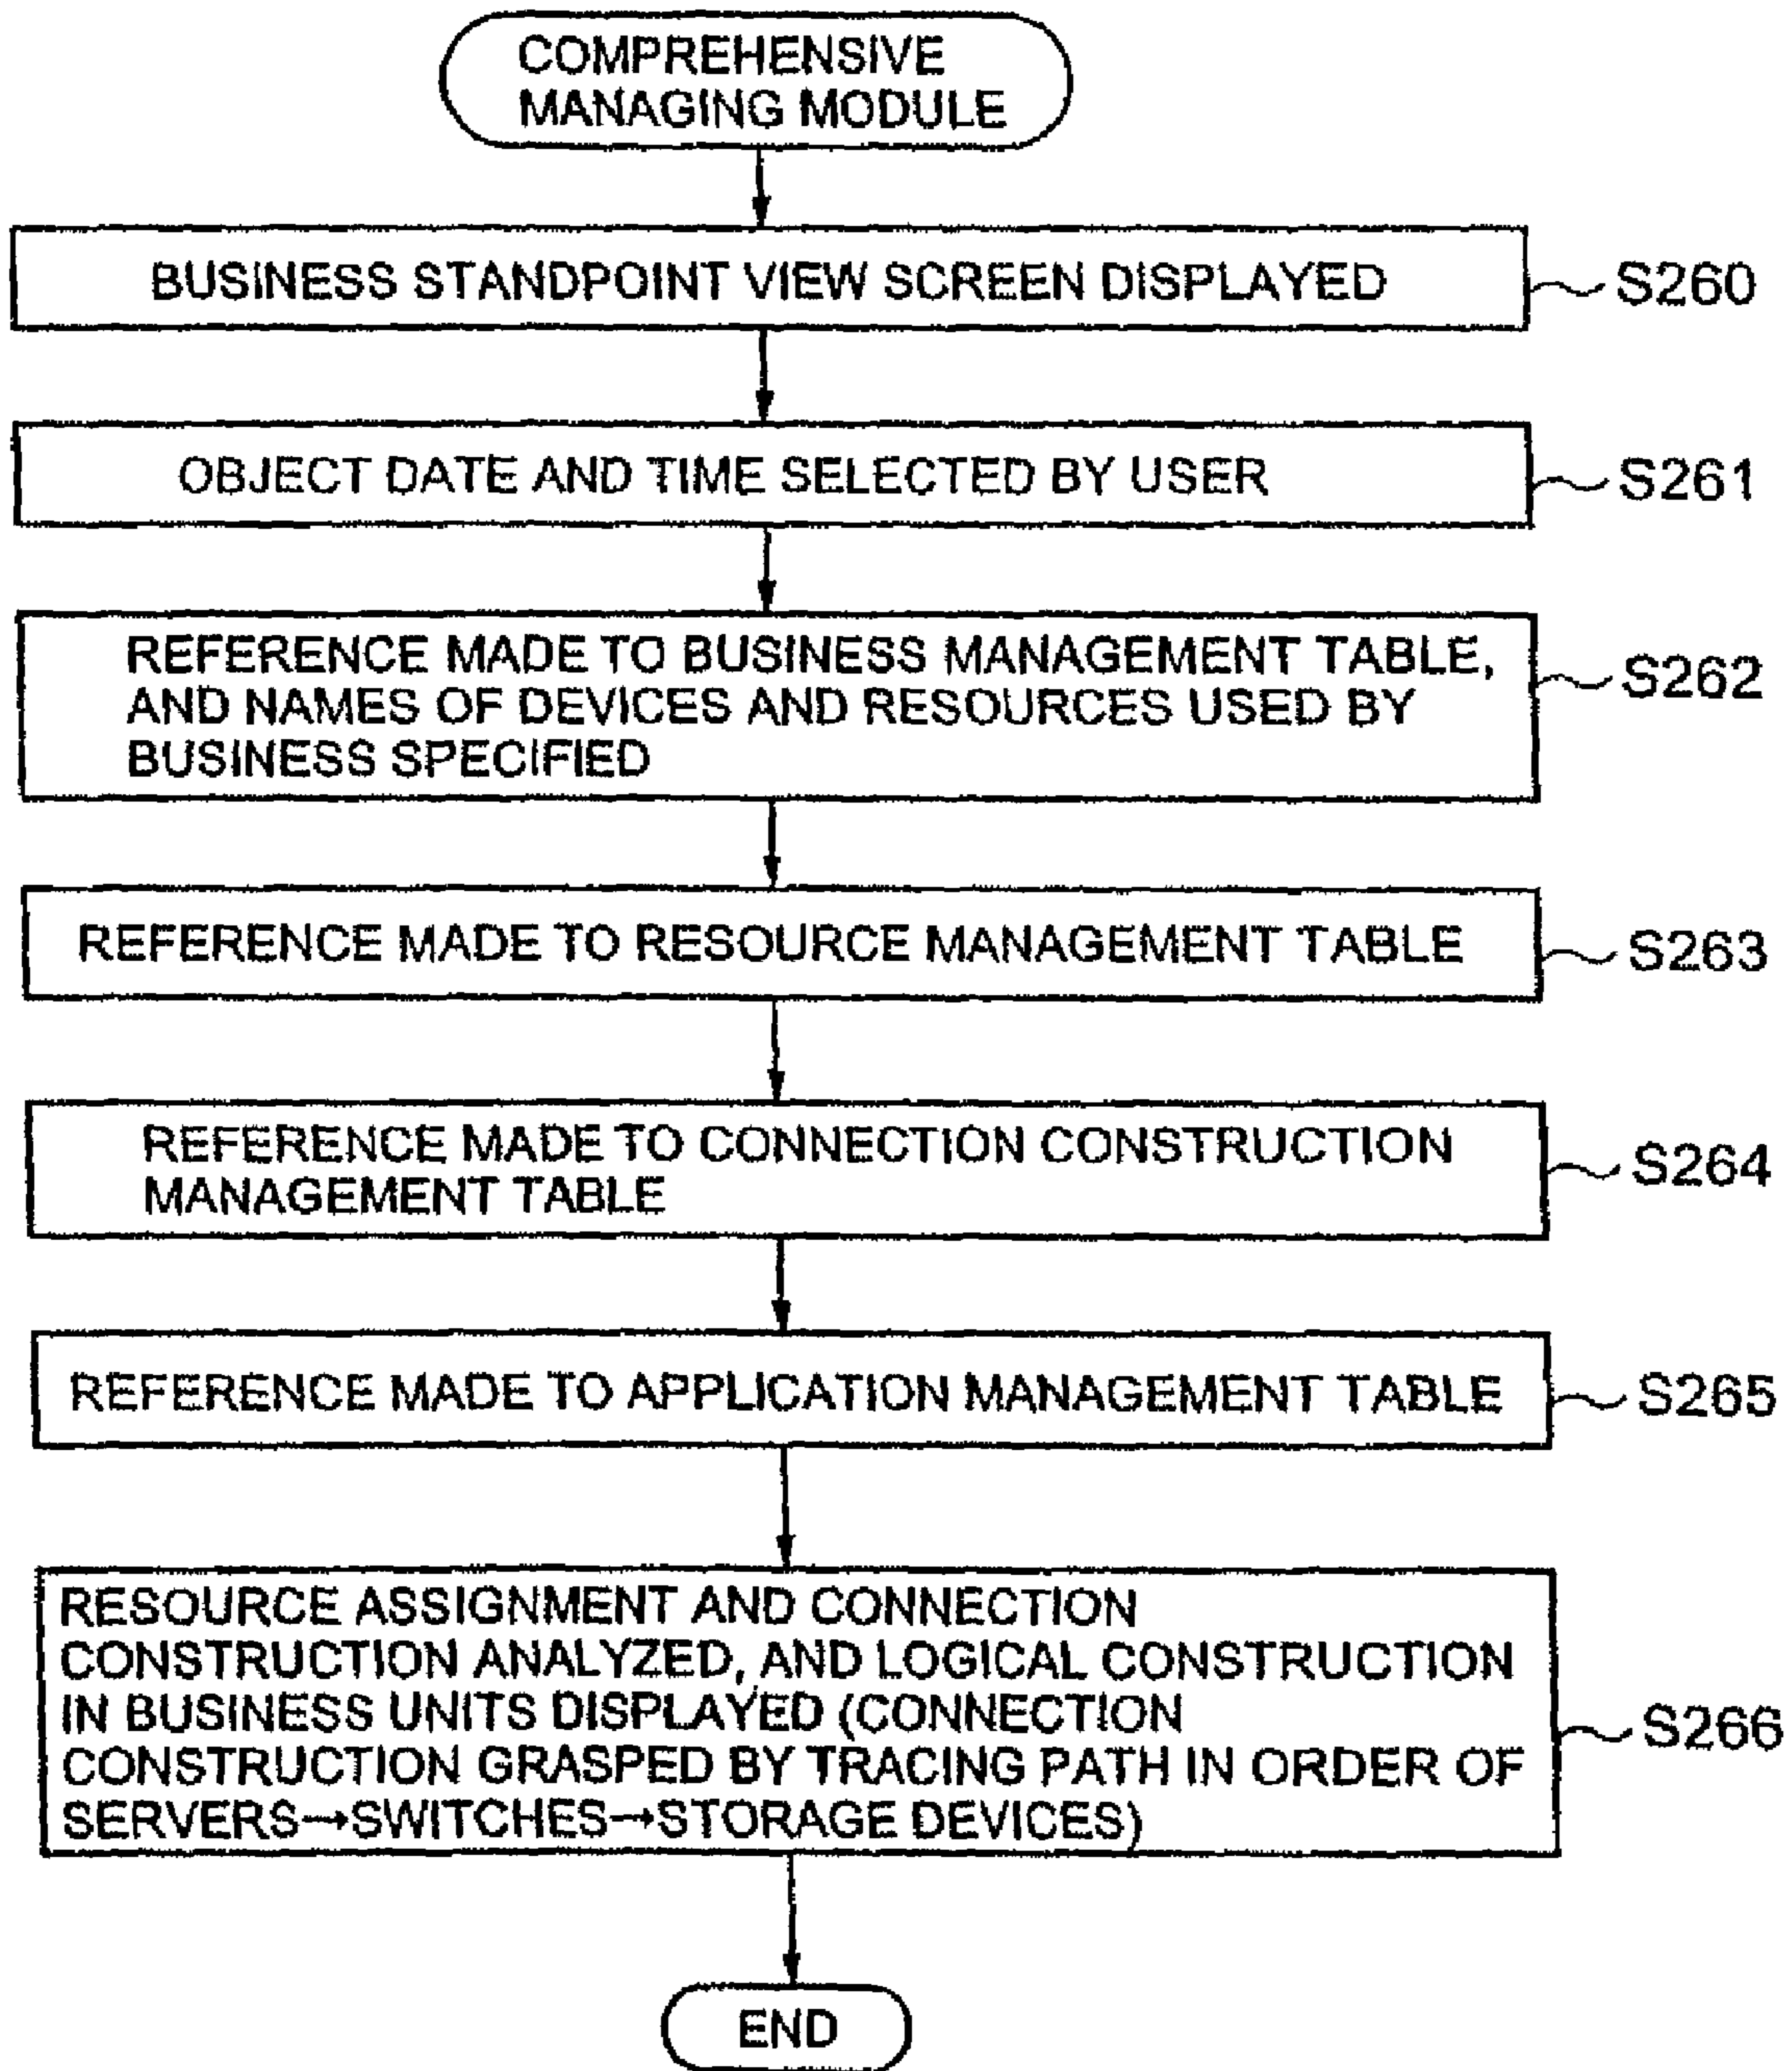 COMPREHENSIVE
MANAGING MODULE
BUSINESS STANDPOINT VIEW SCREEN DISPLAYED
S260
OBJECT DATE AND TIME SELECTED BY USER
S261
REFERENCE MADE TO BUSINESS MANAGEMENT TABLE,
AND NAMES OF DEVICES AND RESOURCES USED BY
BUSINESS SPECIFIED
S262
REFERENCE MADE TO RESOURCE MANAGEMENT TABLE
S263
REFERENCE MADE TO CONNECTION CONSTRUCTION
MANAGEMENT TABLE
S264
REFERENCE MADE TO APPLICATION MANAGEMENT TABLE
S265
RESOURCE ASSIGNMENT AND CONNECTION
CONSTRUCTION ANALYZED, AND LOGICAL CONSTRUCTION
IN BUSINESS UNITS DISPLAYED (CONNECTION
CONSTRUCTION GRASPED BY TRACING PATH IN ORDER OF
SERVERS→SWITCHES→STORAGE DEVICES)
S266
END